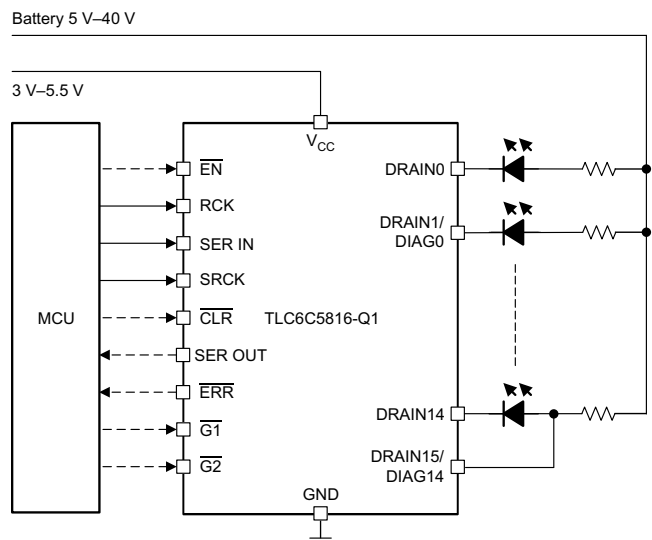 Battery 5 V–40 V
3 V–5.5 V
VCC
EN
DRAIN0
RCK
DRAIN1/
DIAG0
SER IN
SRCK
MCU
CLR
TLC6C5816-Q1
SER OUT
ERR
DRAIN14
G1
DRAIN15/
DIAG14
G2
GND